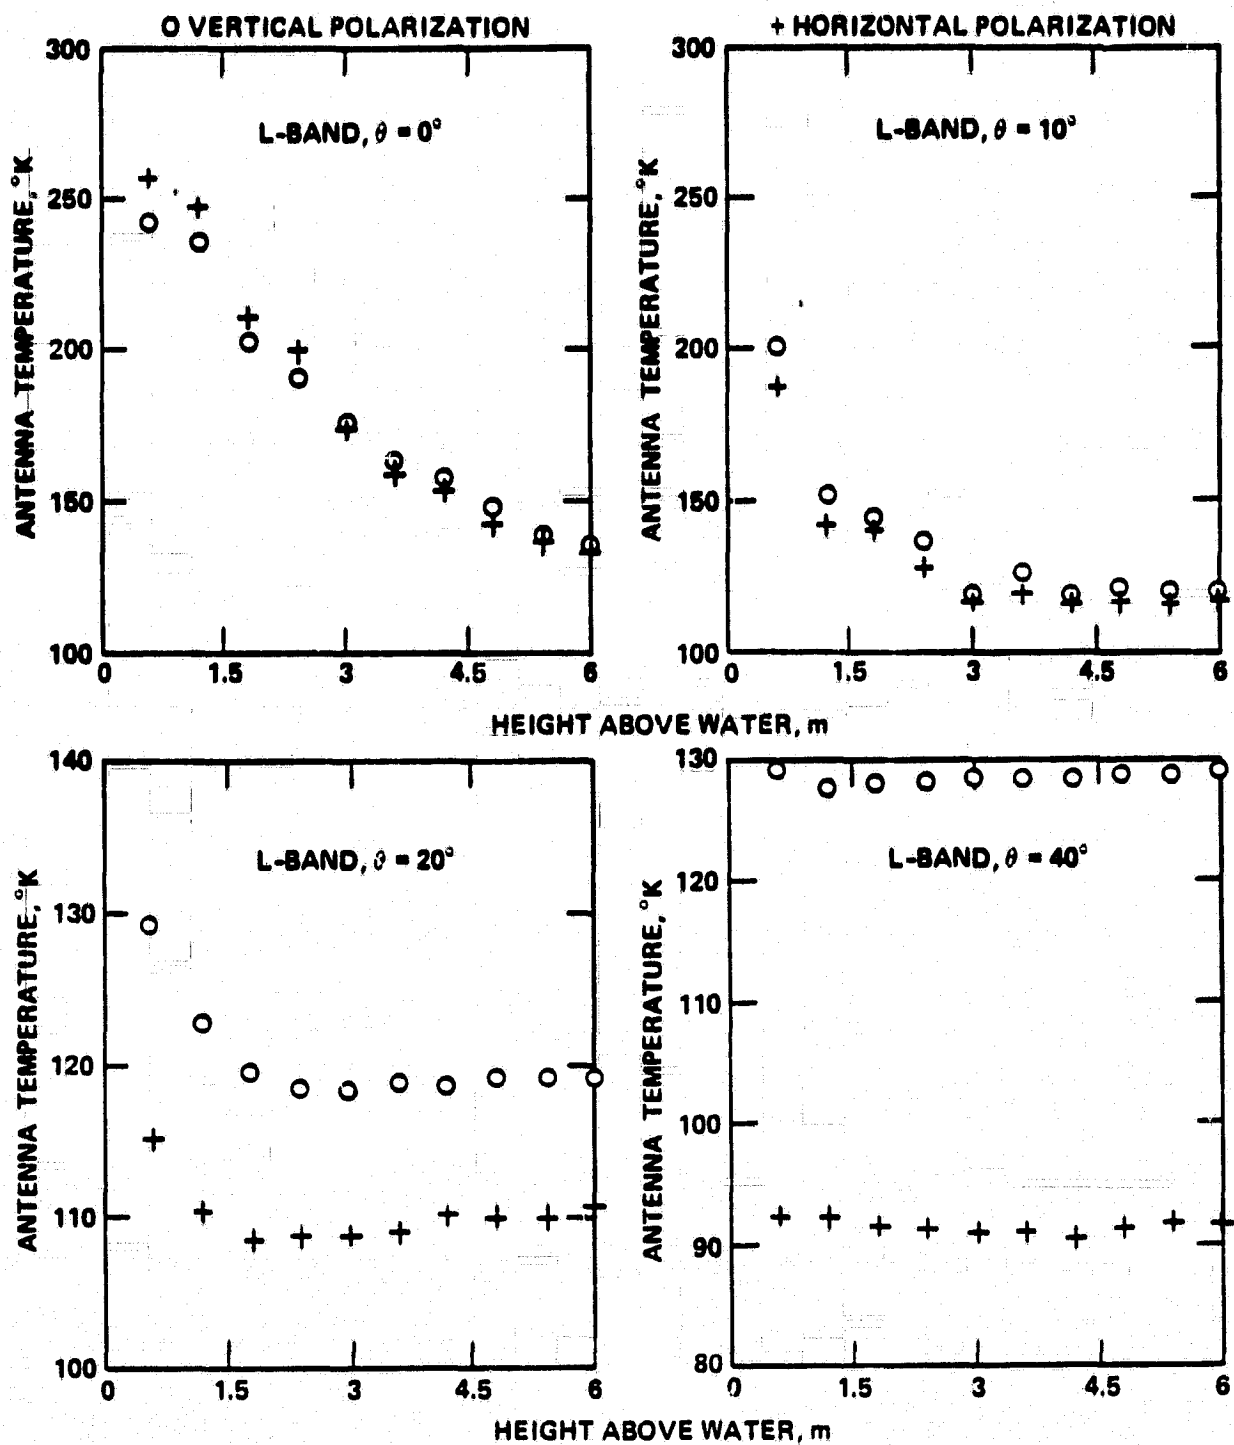 O VERTICAL POLARIZATION
+ HORIZONTAL POLARIZATION
300
250
200
150
100
ANTENNA TEMPERATURE, °K
L-BAND, θ = 0°
0 1.5 3 4.5 6
300
250
200
150
100
ANTENNA TEMPERATURE, °K
L-BAND, θ = 10°
0 1.5 3 4.5 6
HEIGHT ABOVE WATER, m
140
130
120
110
100
ANTENNA TEMPERATURE, °K
L-BAND, θ = 20°
0 1.5 3 4.5 6
130
120
110
100
90
80
ANTENNA TEMPERATURE, °K
L-BAND, θ = 40°
0 1.5 3 4.5 6
HEIGHT ABOVE WATER, m